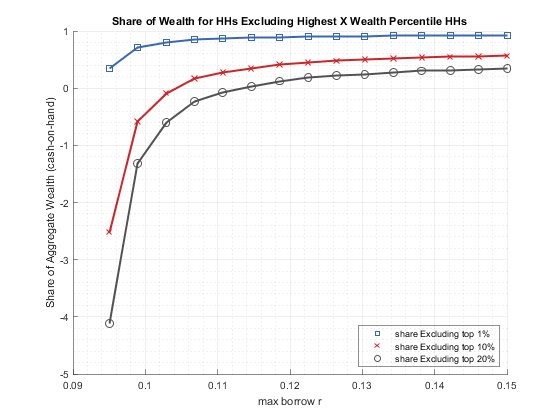 Share of Wealth for HHs Excluding Highest X Wealth Percentile HHs
Share of Aggregate Wealth (cash-on-hand)
1
0
-1
-2
-3
-4
-5
share Excluding top 1%
share Excluding top 10%
share Excluding top 20%
0.09
0.1
0.11
0.12
0.13
0.14
0.15
max borrow r